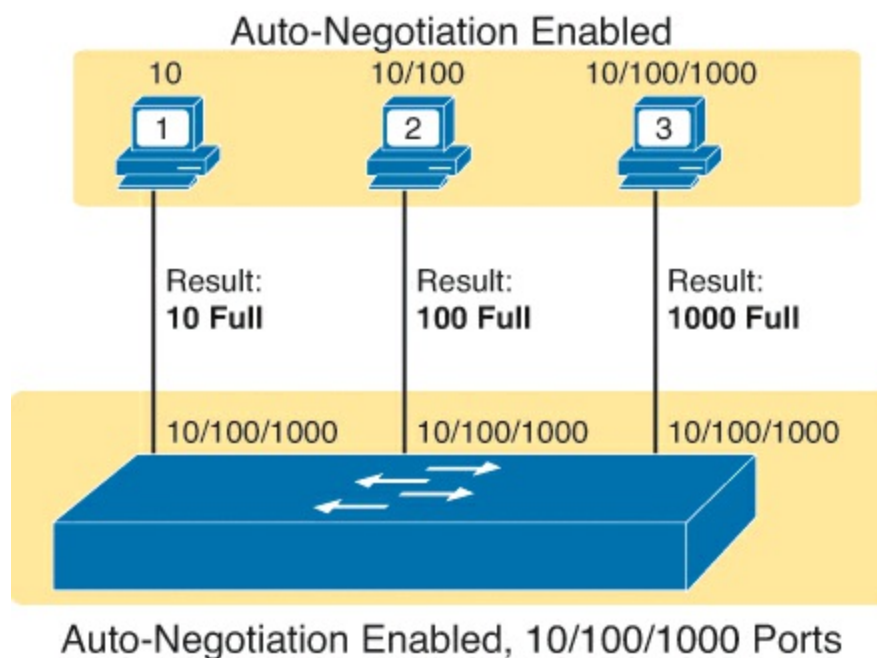 Auto-Negotiation Enabled
10 10/100 10/100/1000
1 2 3
Result: Result: Result:
10 Full 100 Full 1000 Full
10/100/1000 10/100/1000 10/100/1000
Auto-Negotiation Enabled, 10/100/1000 Ports